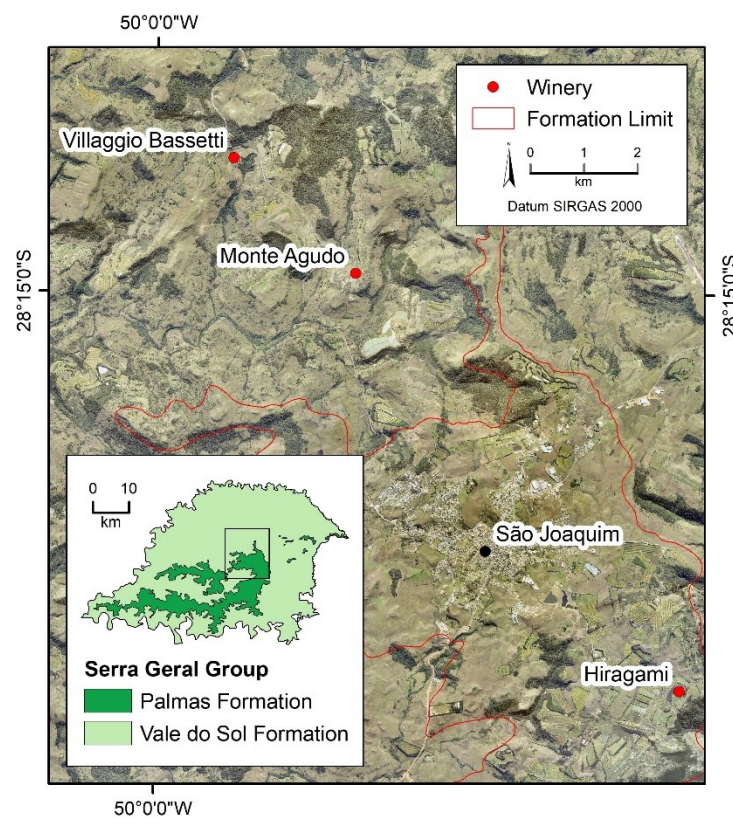 50°0'0"W
Winery
Formation Limit
0 1 2
km
Datum SIRGAS 2000
Villaggio Bassetti
Monte Agudo
28°15'0"S
28°15'0"S
São Joaquim
Hiragami
0 10
km
Serra Geral Group
Palmas Formation
Vale do Sol Formation
50°0'0"W